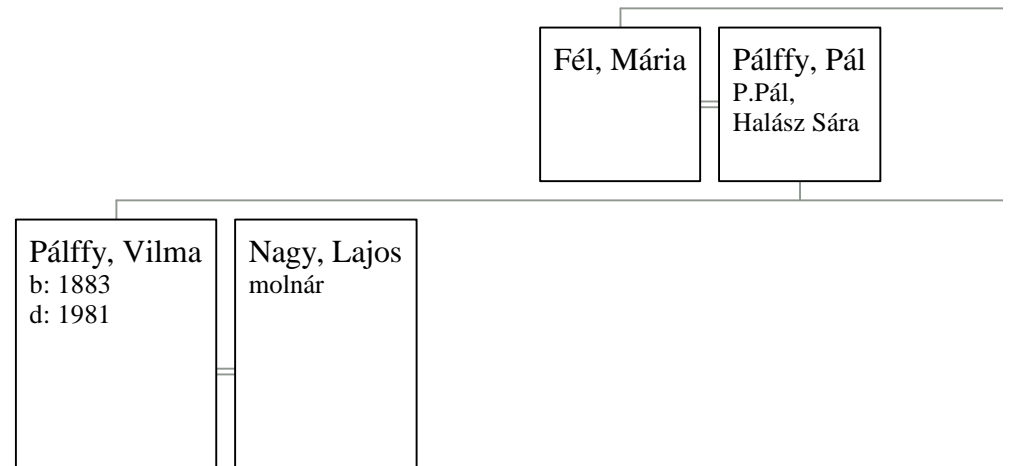 Fél, Mária
Pálffy, Pál
P.Pál,
Halász Sára
Pálffy, Vilma
b: 1883
d: 1981
Nagy, Lajos
molnár